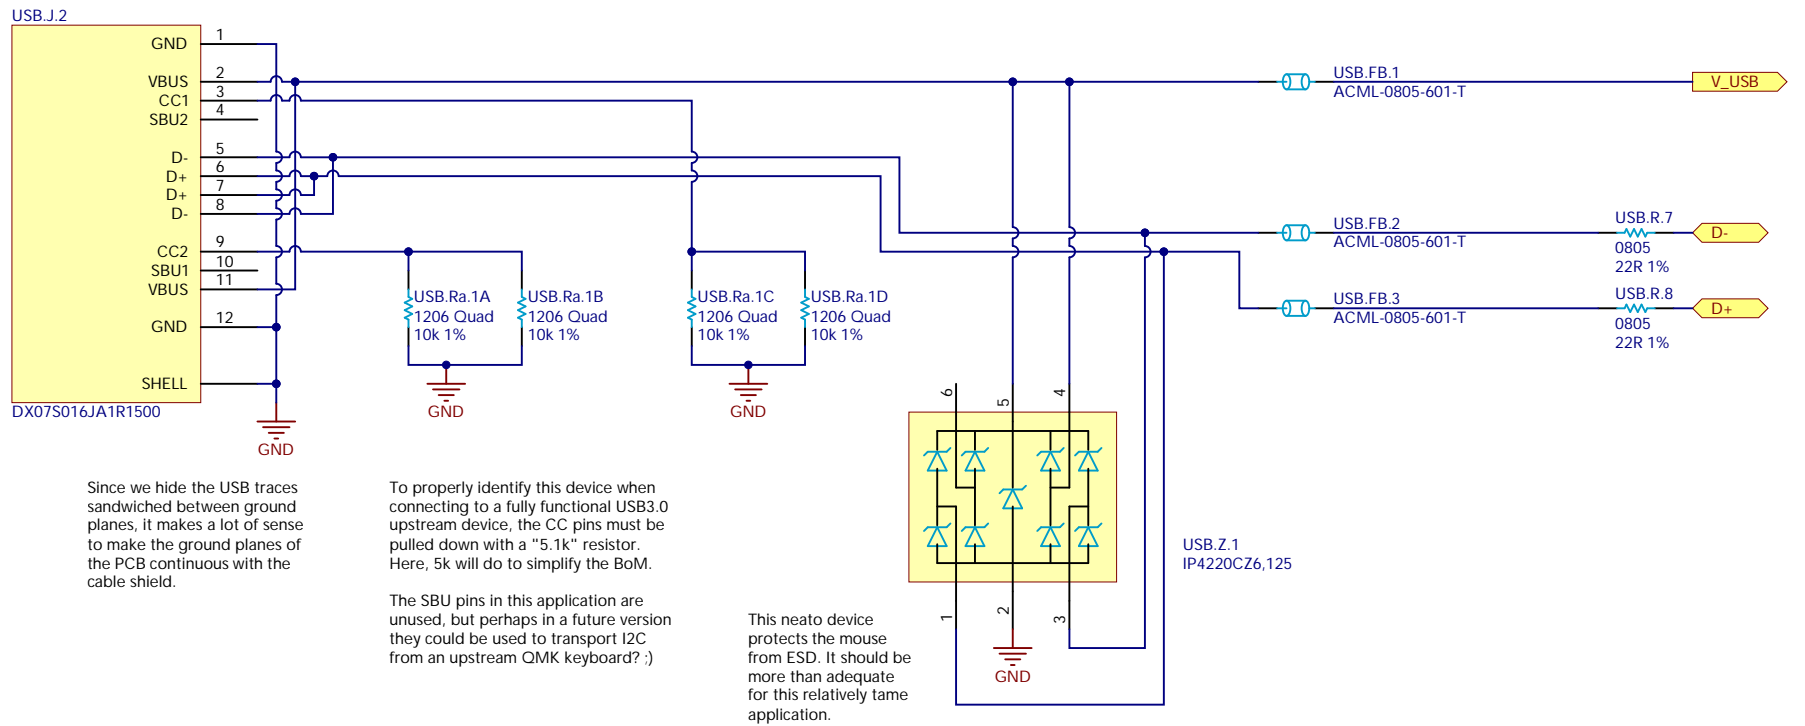 USB.J.2
GND 1
VBUS 2
CC1 3
SBU2 4
D- 5
D+ 6
D+ 7
D- 8
CC2 9
SBU1 10
VBUS 11
GND 12
SHELL
DX07S016JA1R1500
GND
USB.Ra.1A
1206 Quad
10k 1%
USB.Ra.1B
1206 Quad
10k 1%
GND
USB.Ra.1C
1206 Quad
10k 1%
USB.Ra.1D
1206 Quad
10k 1%
GND
USB.FB.1
ACML-0805-601-T
V_USB
USB.FB.2
ACML-0805-601-T
USB.R.7
0805
22R 1%
D-
USB.FB.3
ACML-0805-601-T
USB.R.8
0805
22R 1%
D+
6
5
4
1
2
3
GND
USB.Z.1
IP4220CZ6,125
Since we hide the USB traces
sandwiched between ground
planes, it makes a lot of sense
to make the ground planes of
the PCB continuous with the
cable shield.
To properly identify this device when
connecting to a fully functional USB3.0
upstream device, the CC pins must be
pulled down with a "5.1k" resistor.
Here, 5k will do to simplify the BoM.
The SBU pins in this application are
unused, but perhaps in a future version
they could be used to transport I2C
from an upstream QMK keyboard? ;)
This neato device
protects the mouse
from ESD. It should be
more than adequate
for this relatively tame
application.